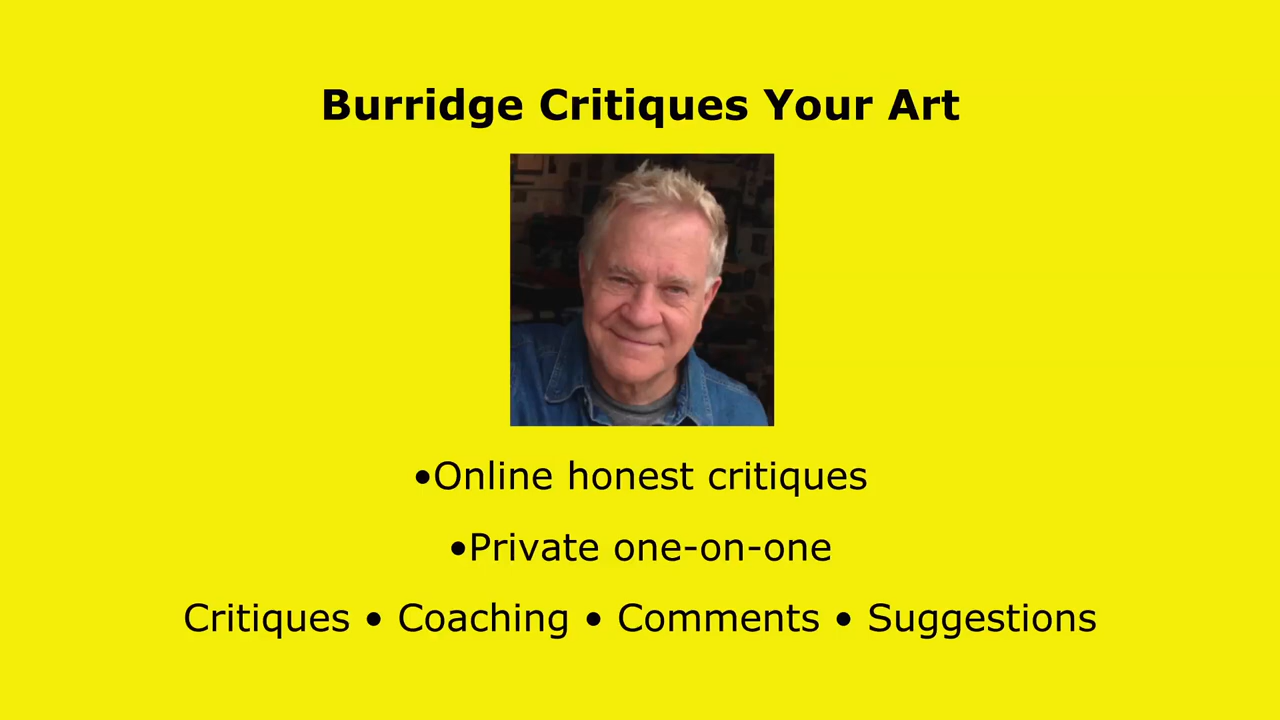 Burridge Critiques Your Art
•Online honest critiques
•Private one-on-one
Critiques • Coaching • Comments • Suggestions